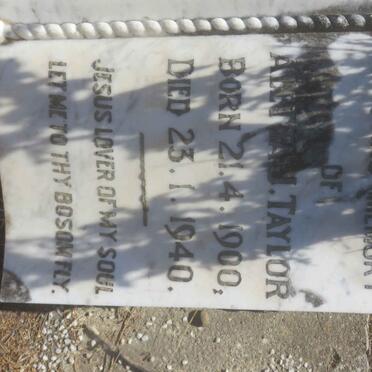 OF
TAYLOR
BORN 21.4.1900,
DIED 23.1.1940.
JESUS LOVER OF MY SOUL
LET ME TO THY BOSOM FLY.